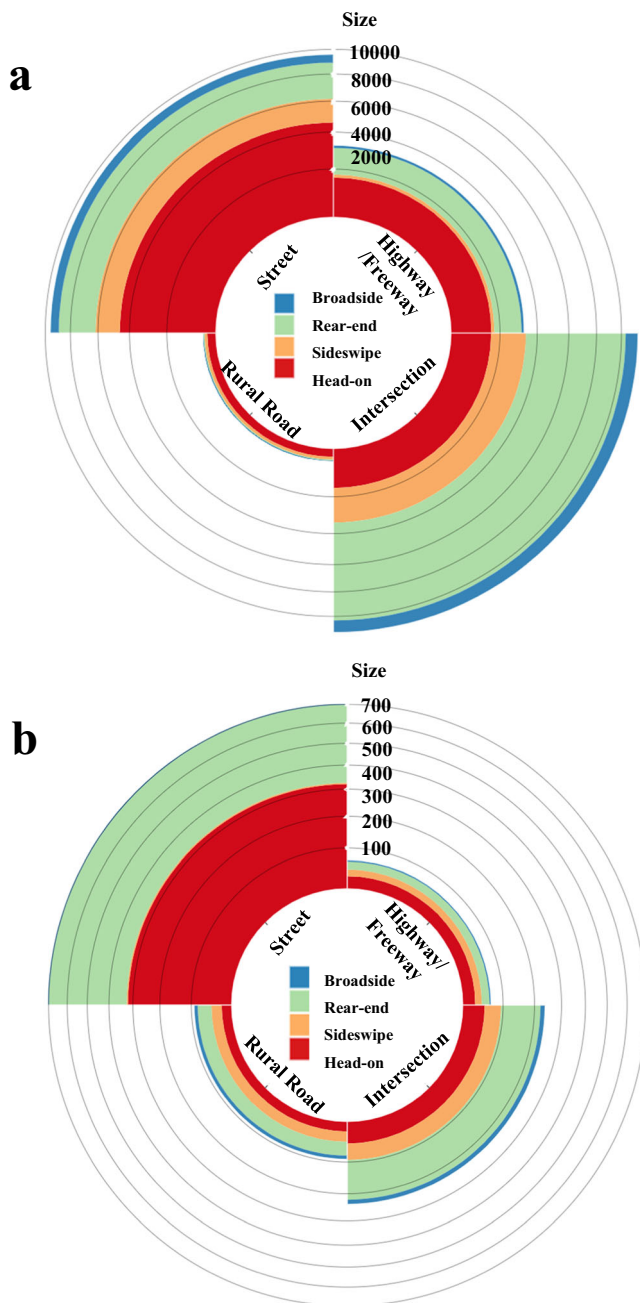 Size
a
10000
8000
6000
4000
2000
Street
Highway
/Freeway
Broadside
Rear-end
Sideswipe
Head-on
Rural Road
Intersection
Size
b
700
600
500
400
300
200
100
Street
Highway/
Freeway
Broadside
Rear-end
Sideswipe
Head-on
Rural Road
Intersection